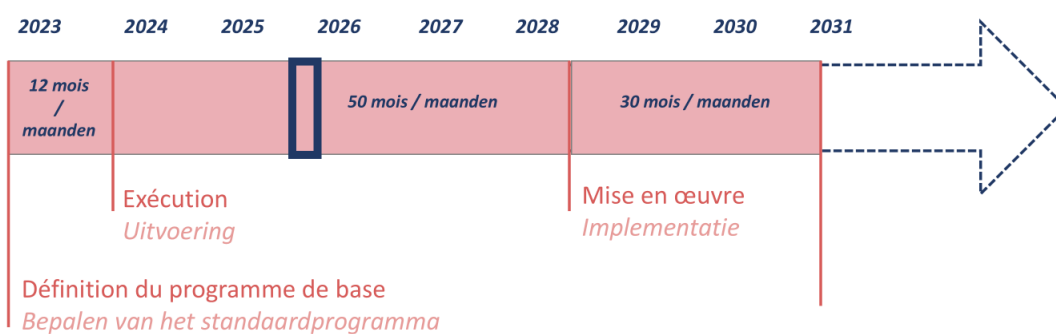 2023 2024 2025 2026 2027 2028 2029 2030 2031
12 mois
/
maanden
50 mois / maanden
30 mois / maanden
Exécution
Uitvoering
Mise en œuvre
Implementatie
Définition du programme de base
Bepalen van het standaardprogramma